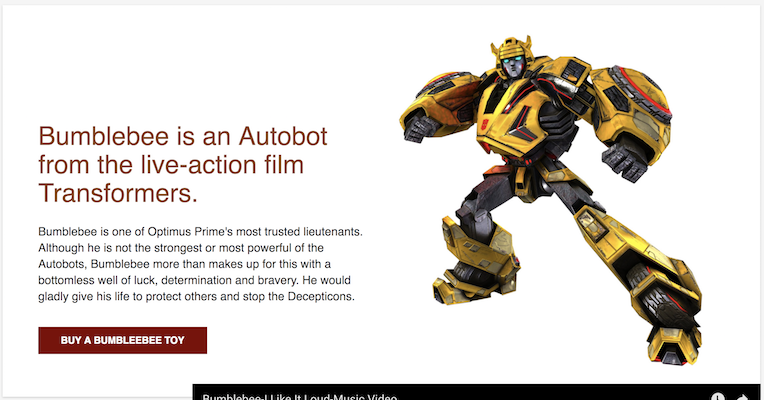 Bumblebee is an Autobot
from the live-action film
Transformers.
Bumblebee is one of Optimus Prime's most trusted lieutenants.
Although he is not the strongest or most powerful of the
Autobots, Bumblebee more than makes up for this with a
bottomless well of luck, determination and bravery. He would
gladly give his life to protect others and stop the Decepticons.
BUY A BUMBLEEBEE TOY
Bumblebee-I Like It Loud-Music Video